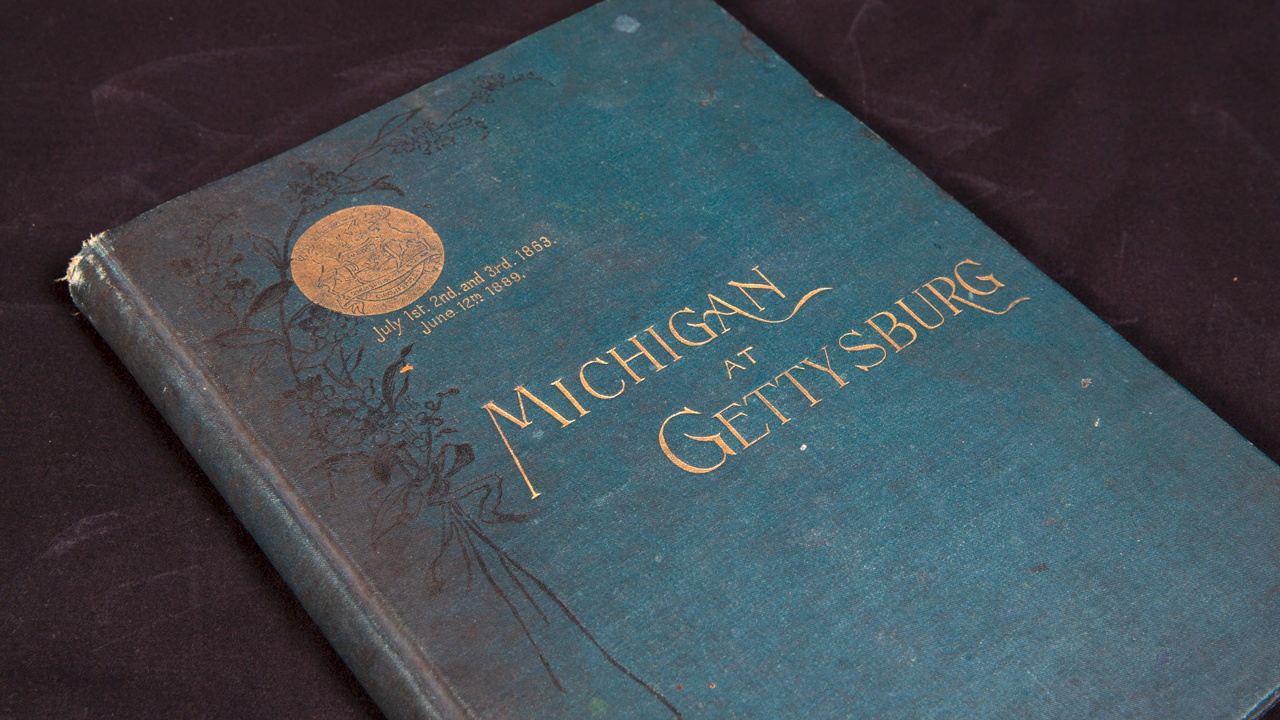 July 1st. 2nd. and 3rd. 1863.
June 12th 1889.
MICHIGAN
AT
GETTYSBURG